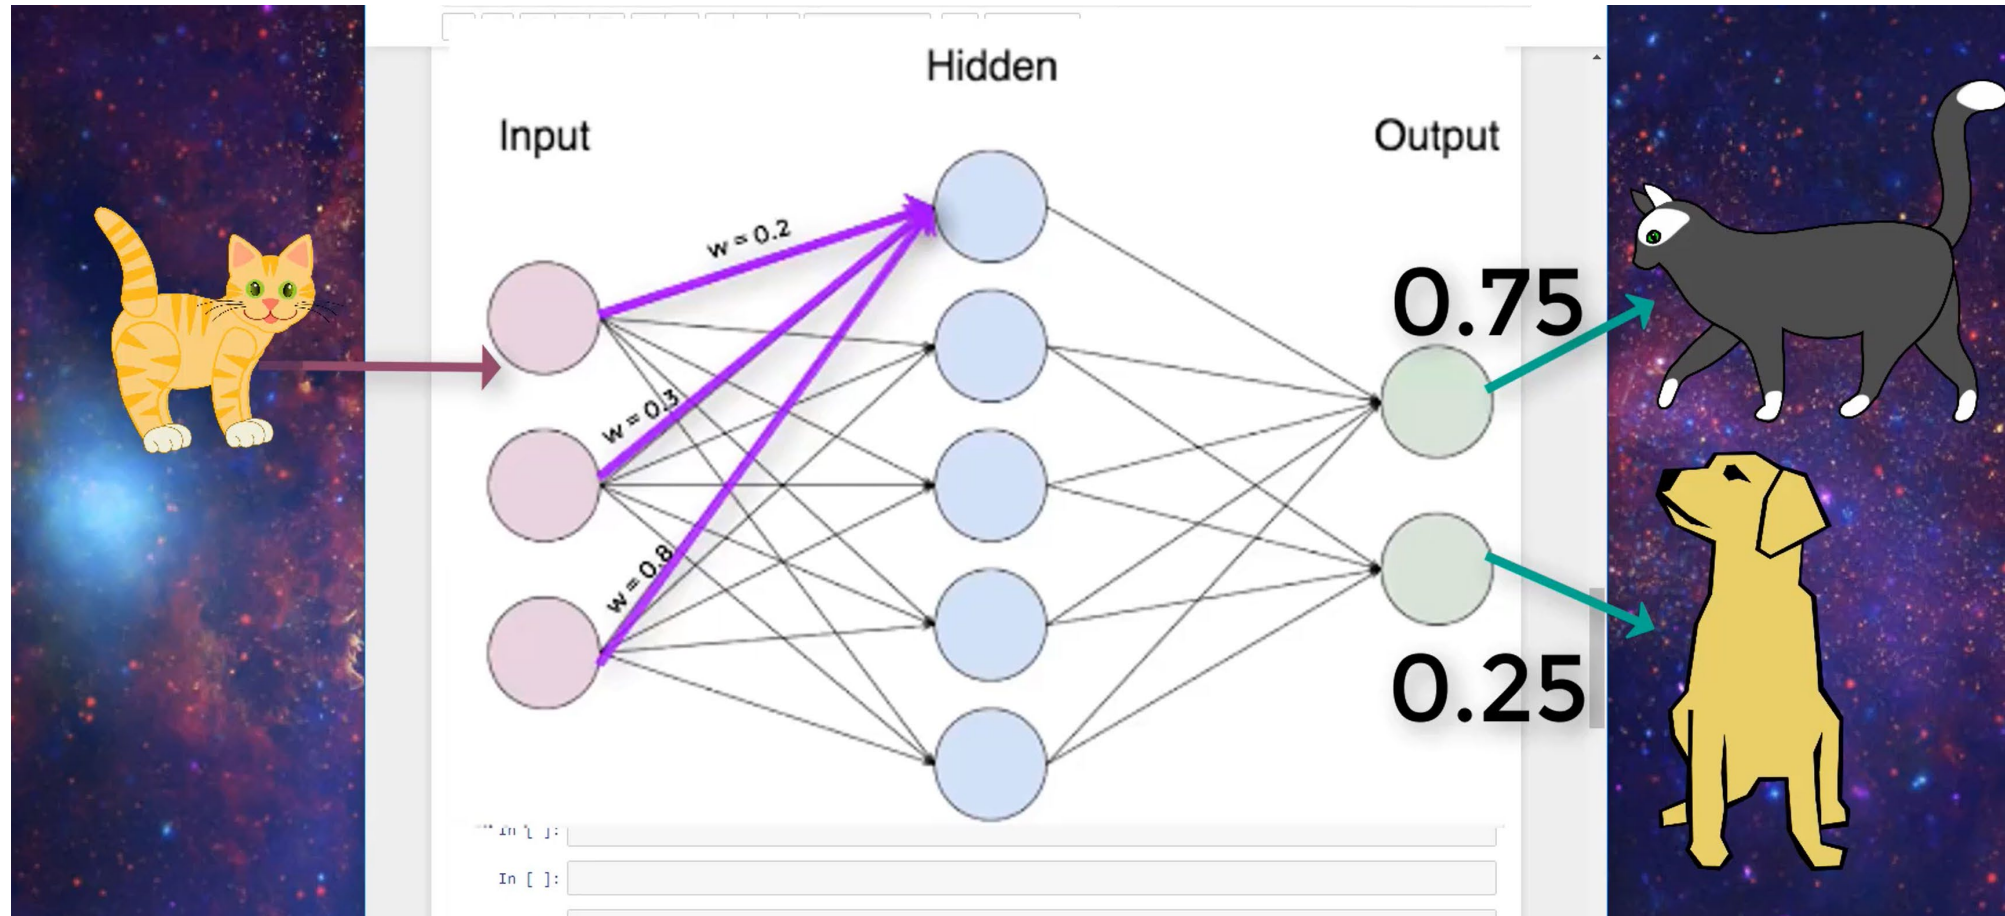 Hidden
Input
Output
w = 0.2
0.75
w = 0.3
w = 0.8
0.25
In [ ]:
In [ ]: